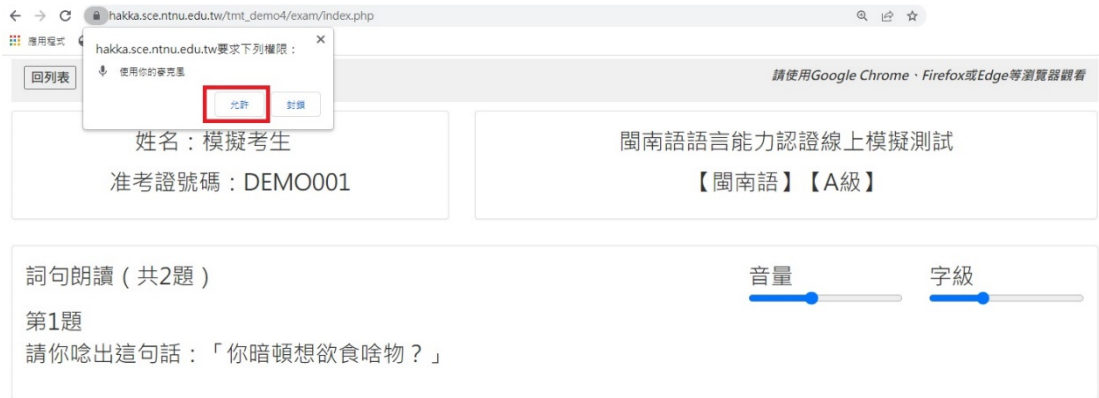 hakka.sce.ntnu.edu.tw/tmt_demo4/exam/index.php
應用程式
hakka.sce.ntnu.edu.tw要求下列權限：
使用你的麥克風
允許
封鎖
回列表
請使用Google Chrome、Firefox或Edge等瀏覽器觀看
姓名：模擬考生
准考證號碼：DEMO001
閩南語語言能力認證線上模擬測試
【閩南語】【A級】
詞句朗讀（共2題）
音量
字級
第1題
請你唸出這句話：「你暗頓想欲食啥物？」